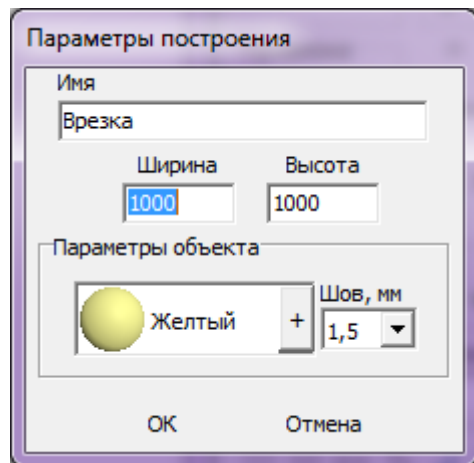 Параметры построения
Имя
Врезка
Ширина Высота
1000 1000
Параметры объекта
Желтый + Шов, мм
1,5
OK Отмена